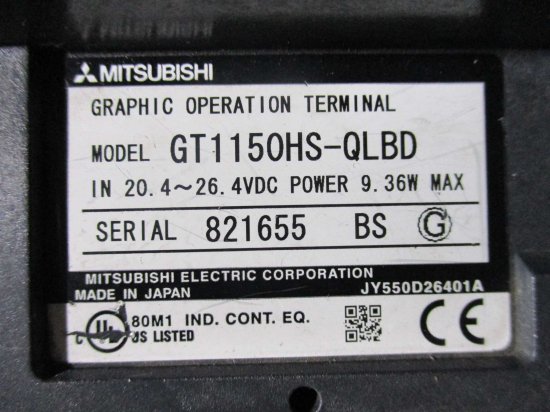 MITSUBISHI
GRAPHIC OPERATION TERMINAL
MODEL GT1150HS-QLBD
IN 20.4~26.4VDC POWER 9.36W MAX
SERIAL 821655 BS G
MITSUBISHI ELECTRIC CORPORATION
MADE IN JAPAN JY550D26401A
C UL US LISTED 80M1 IND. CONT. EQ.
CE